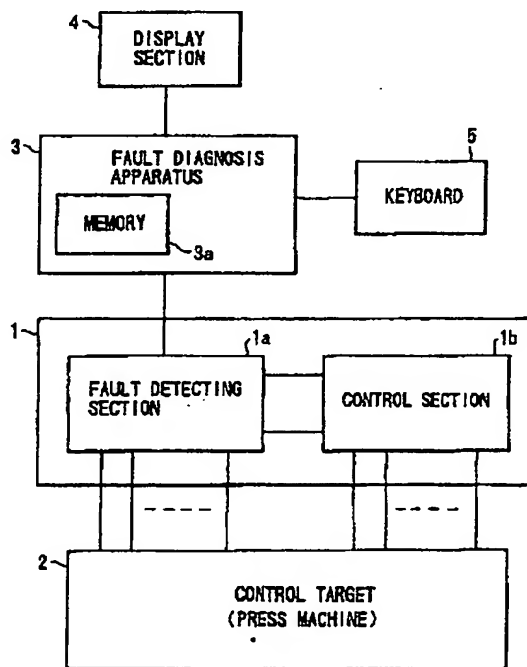 4
DISPLAY
SECTION
3
FAULT DIAGNOSIS
APPARATUS
5
KEYBOARD
MEMORY
3a
1
1a
1b
FAULT DETECTING
SECTION
CONTROL SECTION
2
CONTROL TARGET
(PRESS MACHINE)